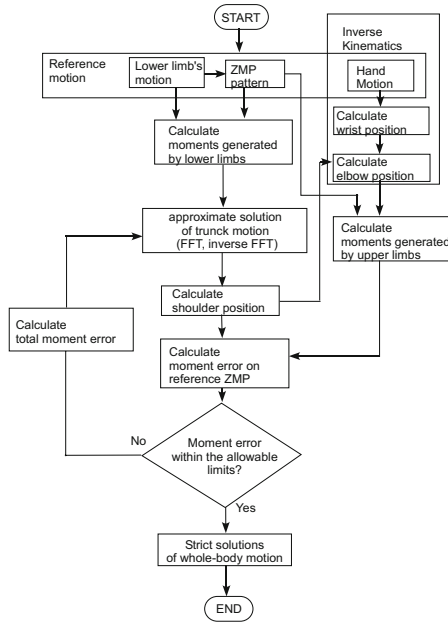 START
Inverse
Kinematics
Reference
motion
Lower limb's
motion
ZMP
pattern
Hand
Motion
Calculate
wrist position
Calculate
moments generated
by lower limbs
Calculate
elbow position
approximate solution
of trunck motion
(FFT, inverse FFT)
Calculate
moments generated
by upper limbs
Calculate
shoulder position
Calculate
total moment error
Calculate
moment error on
reference ZMP
No
Moment error
within the allowable
limits?
Yes
Strict solutions
of whole-body motion
END